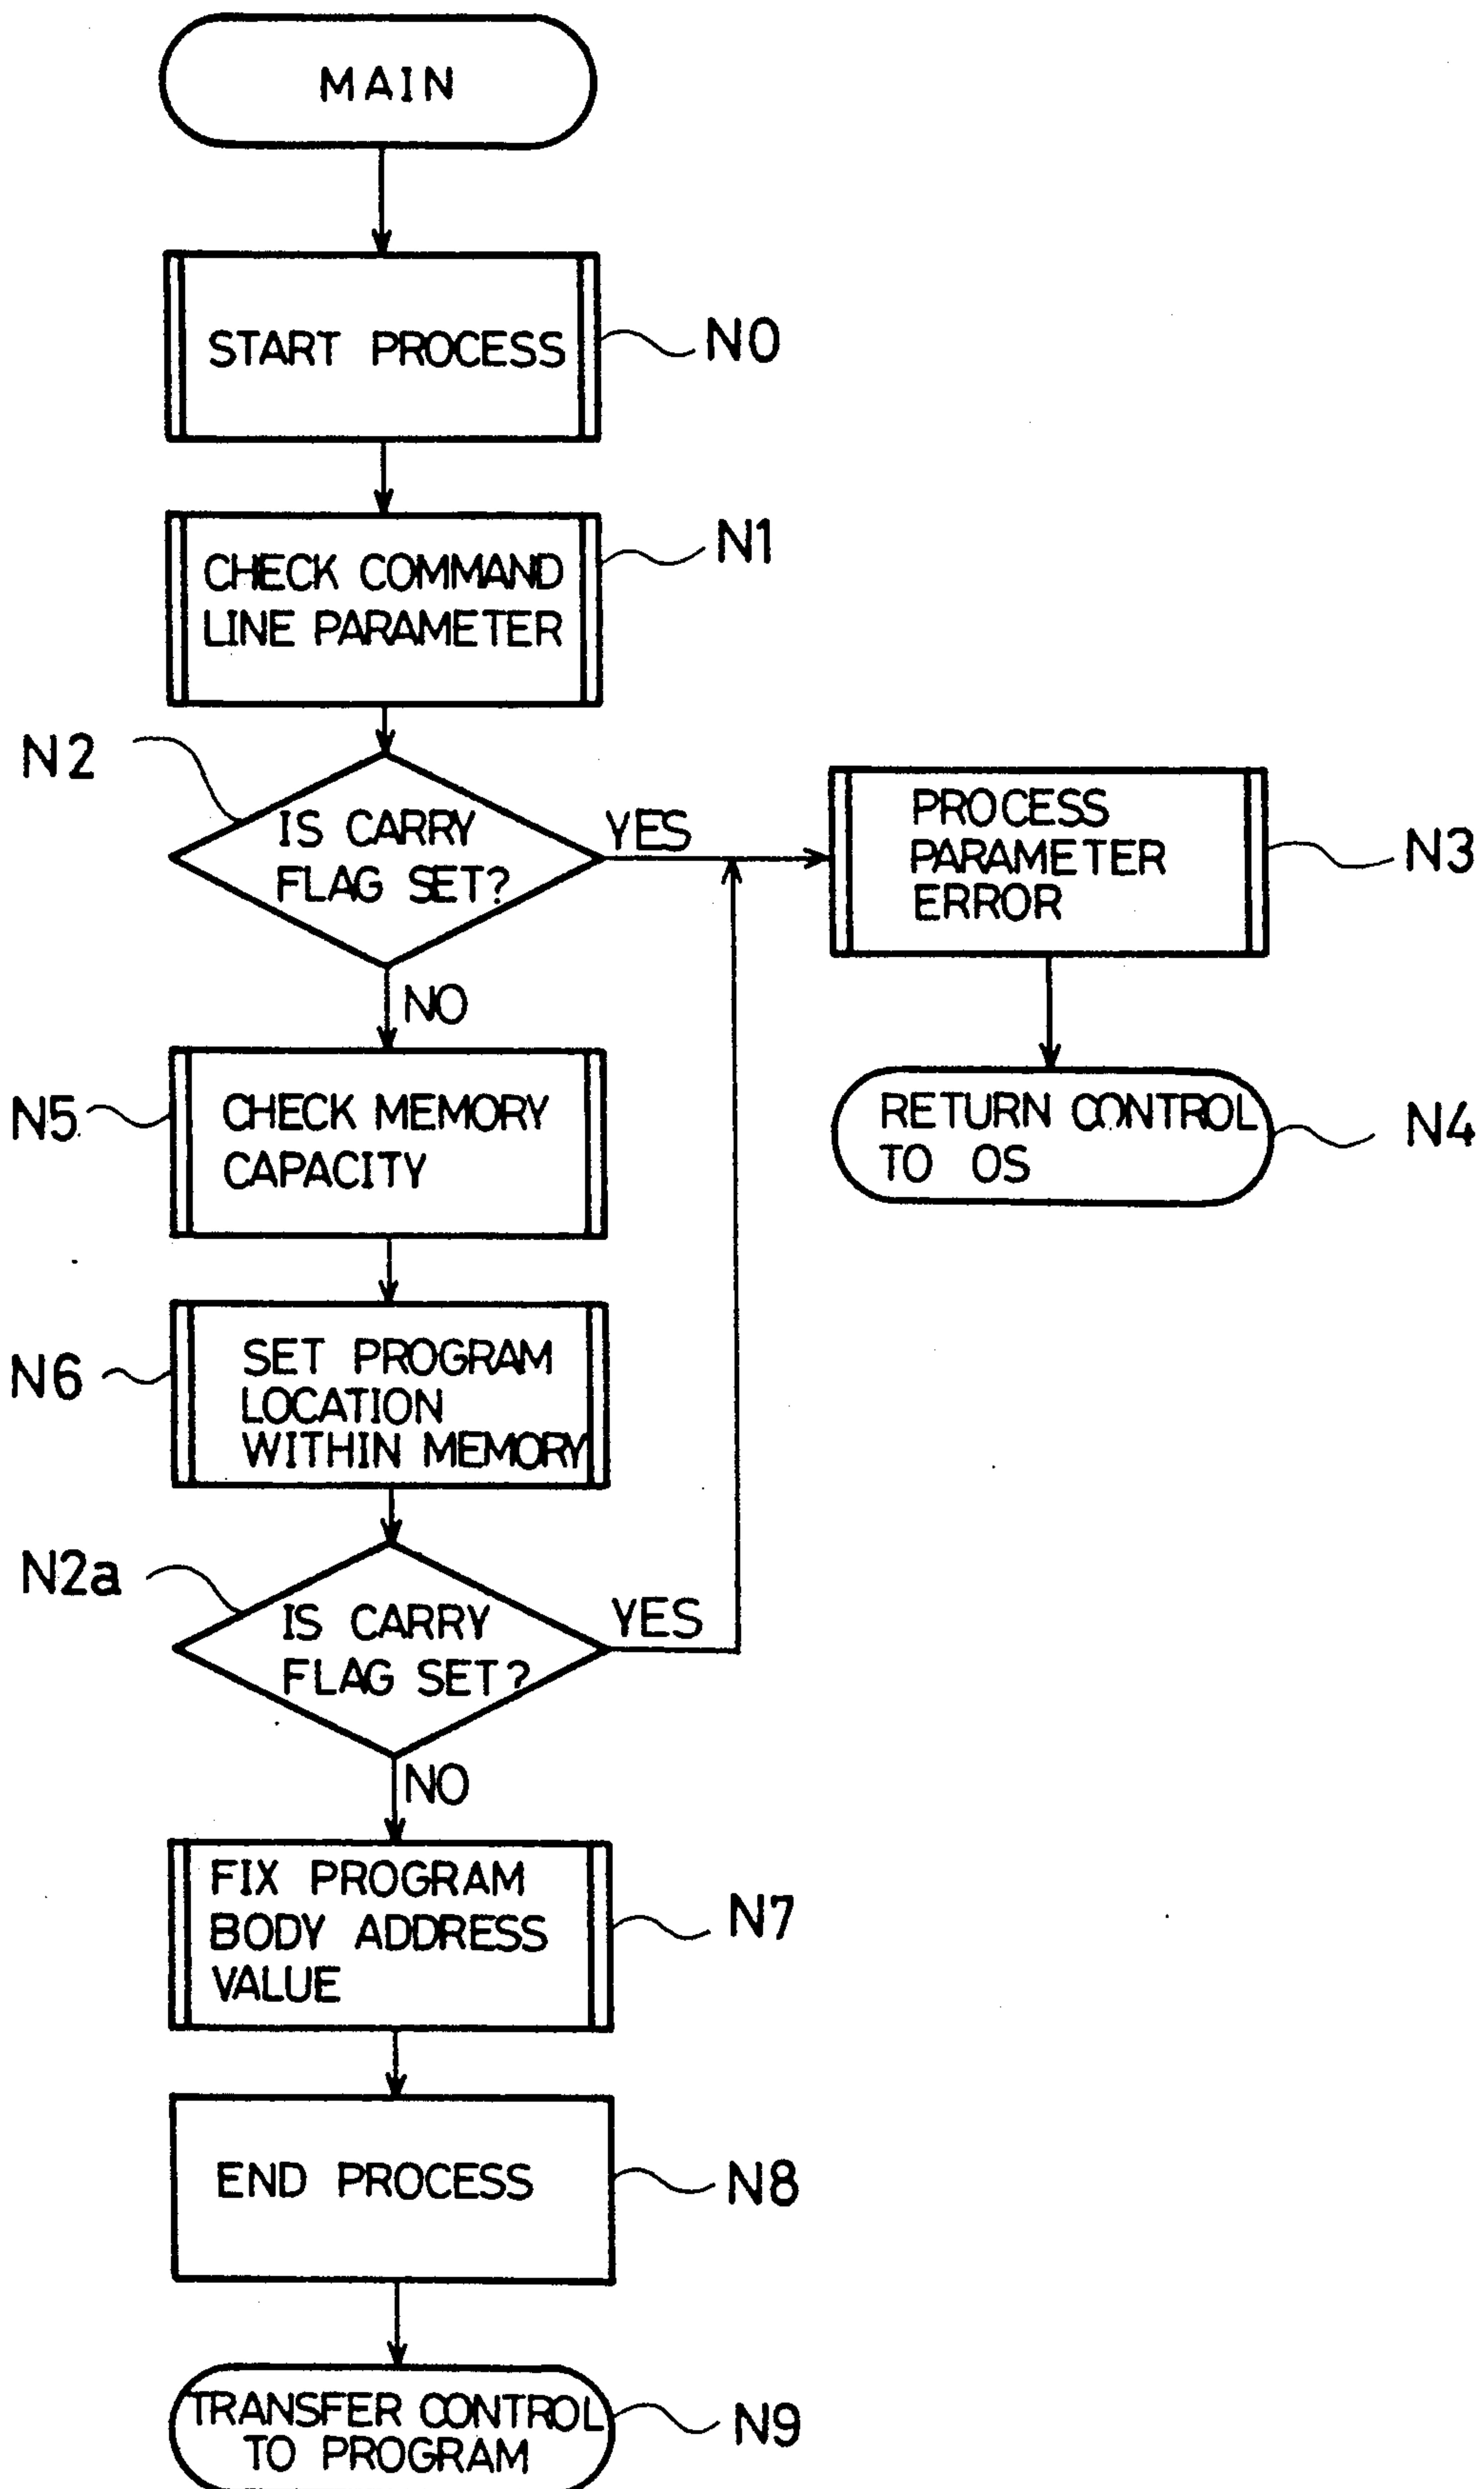 MAIN
START PROCESS
N0
CHECK COMMAND
LINE PARAMETER
N1
N2
IS CARRY
FLAG SET?
YES
NO
PROCESS
PARAMETER
ERROR
N3
RETURN CONTROL
TO OS
N4
N5
CHECK MEMORY
CAPACITY
N6
SET PROGRAM
LOCATION
WITHIN MEMORY
N2a
IS CARRY
FLAG SET?
YES
NO
FIX PROGRAM
BODY ADDRESS
VALUE
N7
END PROCESS
N8
TRANSFER CONTROL
TO PROGRAM
N9